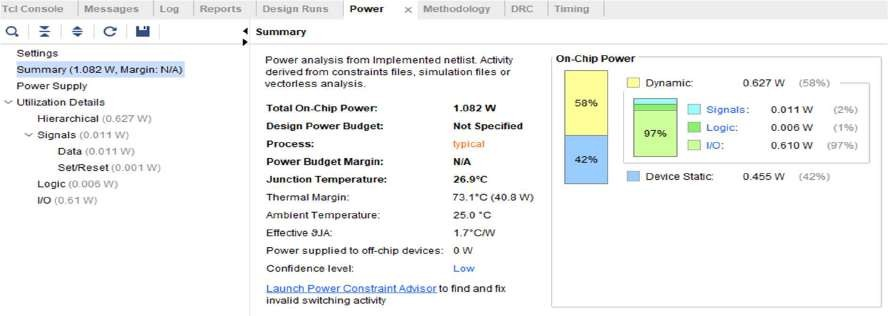 Tcl Console Messages Log Reports Design Runs Power × Methodology DRC Timing
Summary
Settings
Summary (1.082 W, Margin: N/A)
Power Supply
Utilization Details
Hierarchical (0.627 W)
Signals (0.011 W)
Data (0.011 W)
Set/Reset (0.001 W)
Logic (0.006 W)
I/O (0.61 W)
Power analysis from Implemented netlist. Activity
derived from constraints files, simulation files or
vectorless analysis.
Total On-Chip Power: 1.082 W
Design Power Budget: Not Specified
Process: typical
Power Budget Margin: N/A
Junction Temperature: 26.9°C
Thermal Margin: 73.1°C (40.8 W)
Ambient Temperature: 25.0 °C
Effective ϑJA: 1.7°C/W
Power supplied to off-chip devices: 0 W
Confidence level: Low
Launch Power Constraint Advisor to find and fix
invalid switching activity
On-Chip Power
58%
42%
Dynamic: 0.627 W (58%)
97%
Signals: 0.011 W (2%)
Logic: 0.006 W (1%)
I/O: 0.610 W (97%)
Device Static: 0.455 W (42%)